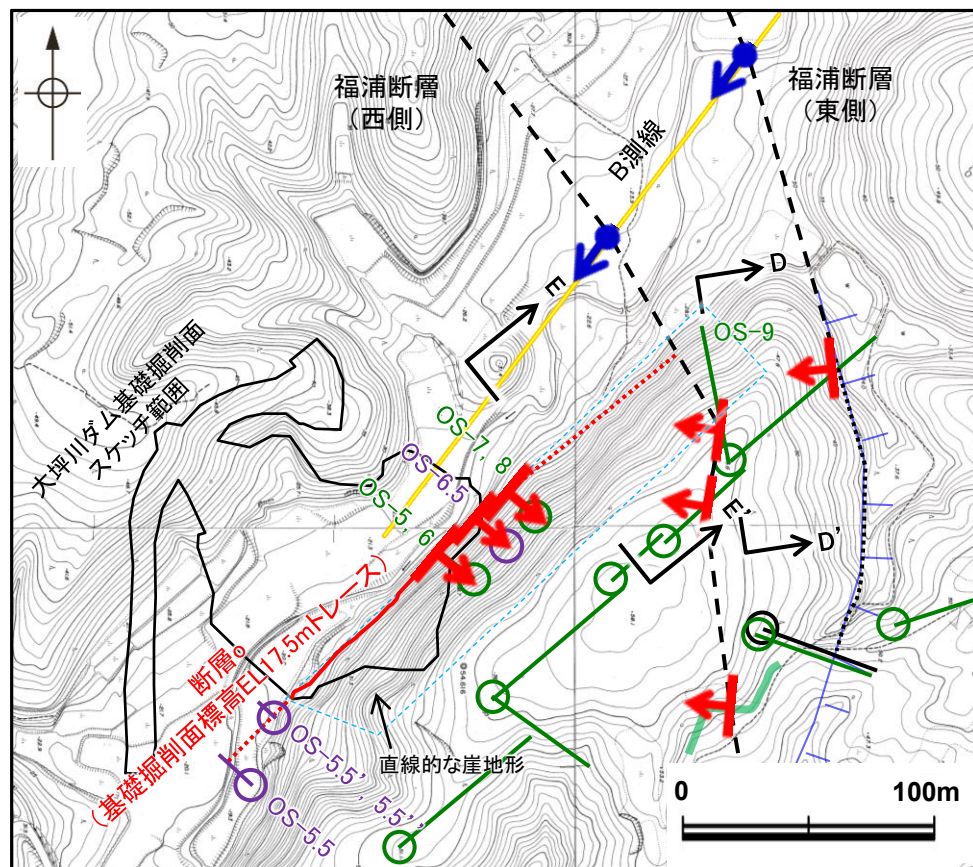 福浦断層
（西側）
福浦断層
（東側）
B測線
E
D
OS-9
大坪川ダム基礎掘削面
スケッチ範囲
OS-7, 8
OS-6.5
OS-5, 6
E'
D'
断層。
（基礎掘削面標高EL17.5mトレース）
直線的な崖地形
OS-5.5', 5.5''
OS-5.5
0 100m